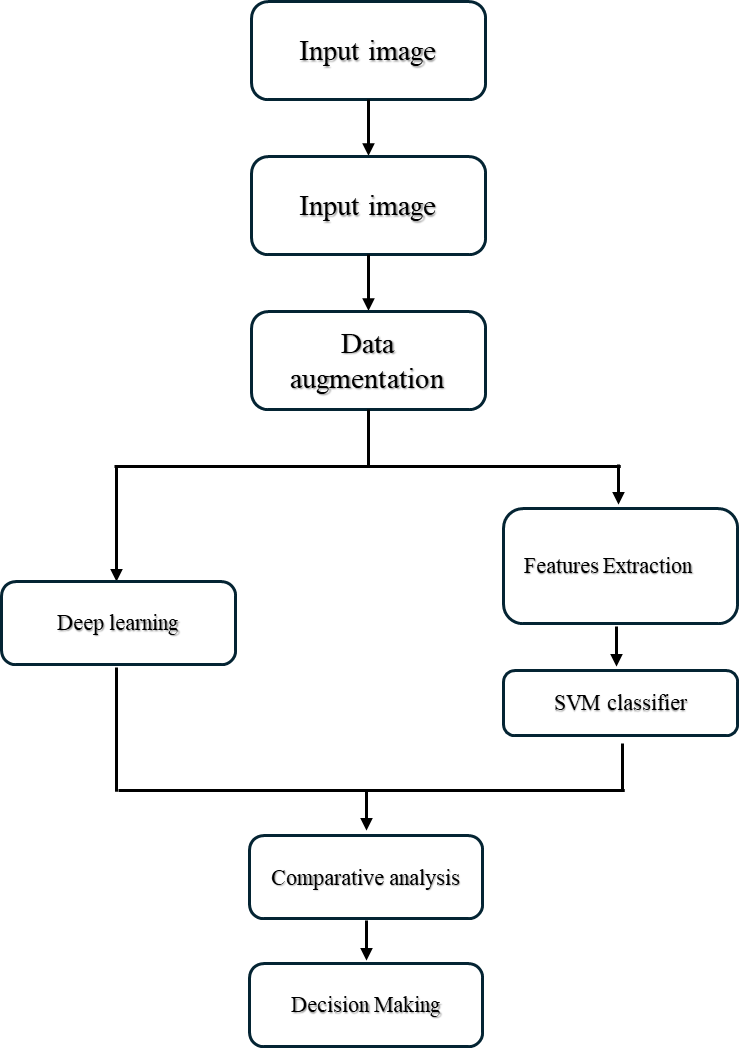 Input image
Input image
Data
augmentation
Features Extraction
Deep learning
SVM classifier
Comparative analysis
Decision Making